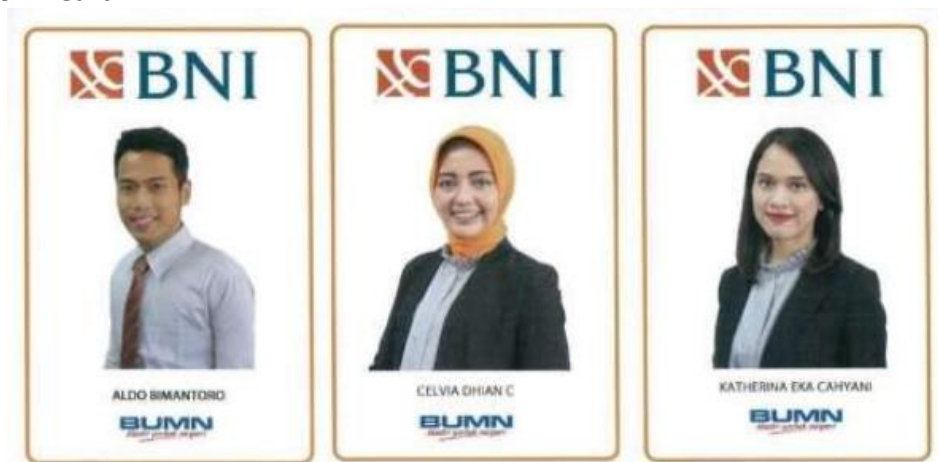 BNI
ALDO BIMANTORO
BUMN
BNI
CELVIA DHIAN C
BUMN
BNI
KATHERINA EKA CAHYANI
BUMN